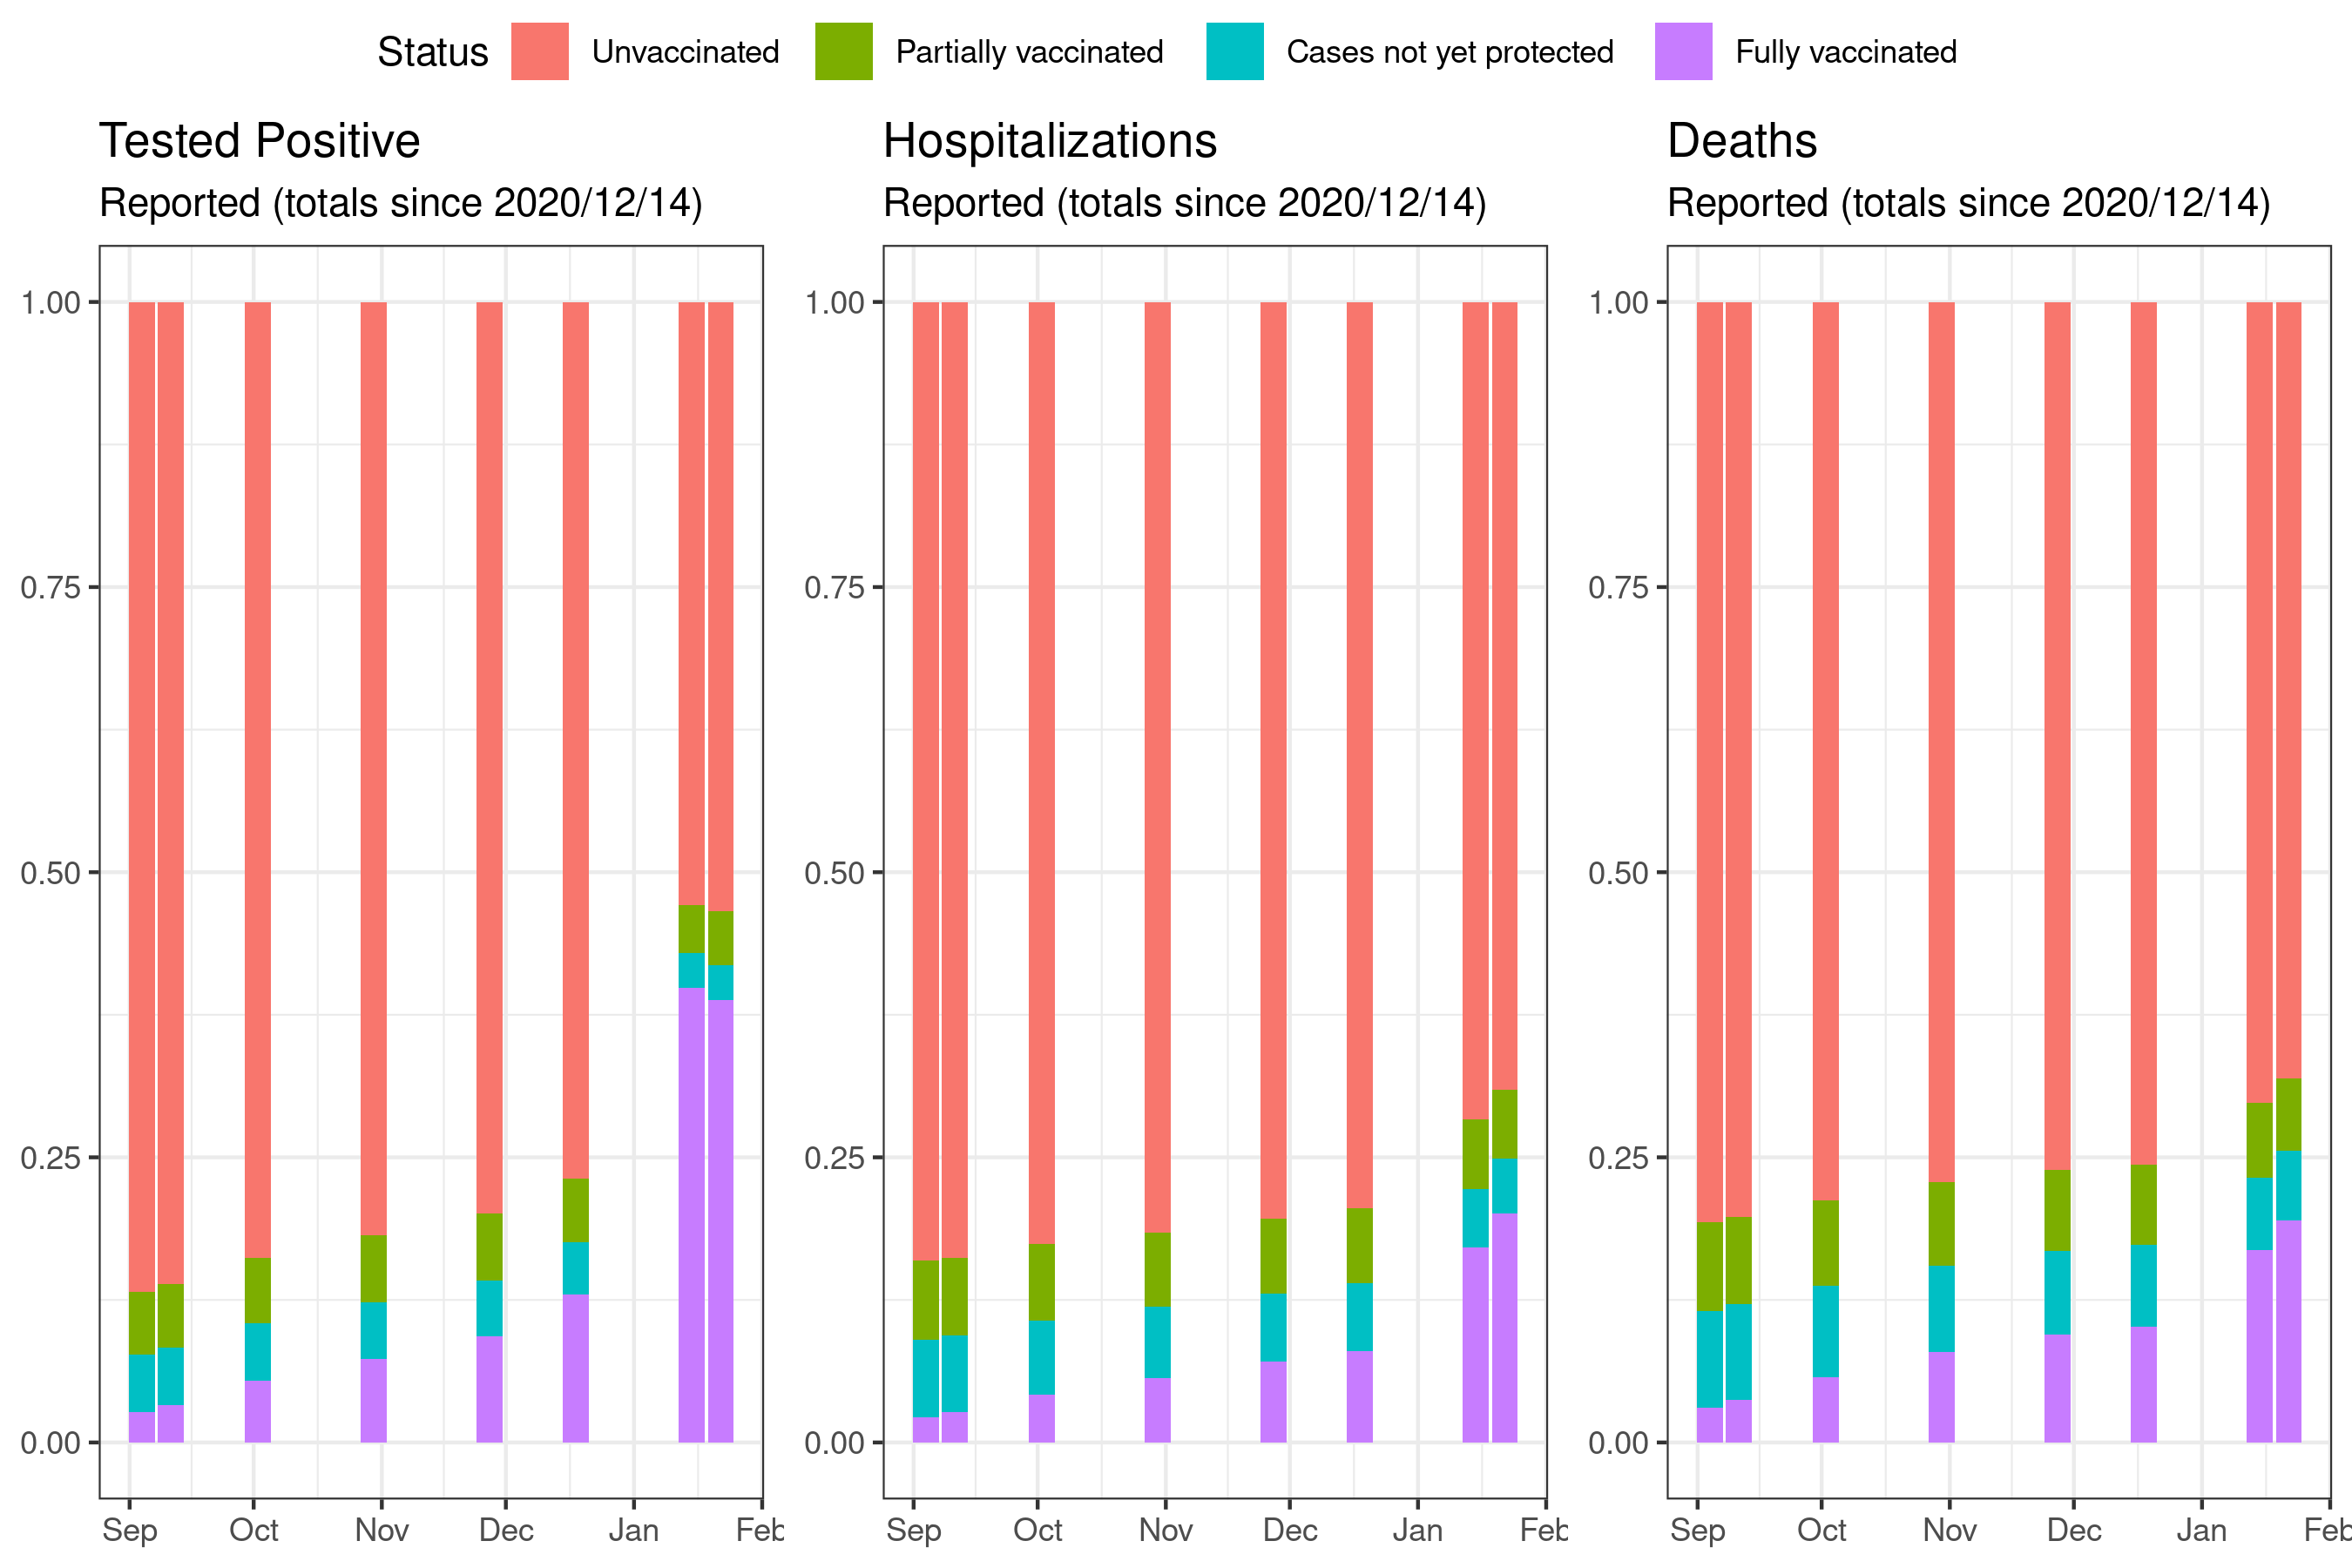 Status Unvaccinated Partially vaccinated Cases not yet protected Fully vaccinated
Tested Positive
Reported (totals since 2020/12/14)
1.00
0.75
0.50
0.25
0.00
Sep Oct Nov Dec Jan Feb
Hospitalizations
Reported (totals since 2020/12/14)
1.00
0.75
0.50
0.25
0.00
Sep Oct Nov Dec Jan Feb
Deaths
Reported (totals since 2020/12/14)
1.00
0.75
0.50
0.25
0.00
Sep Oct Nov Dec Jan Feb